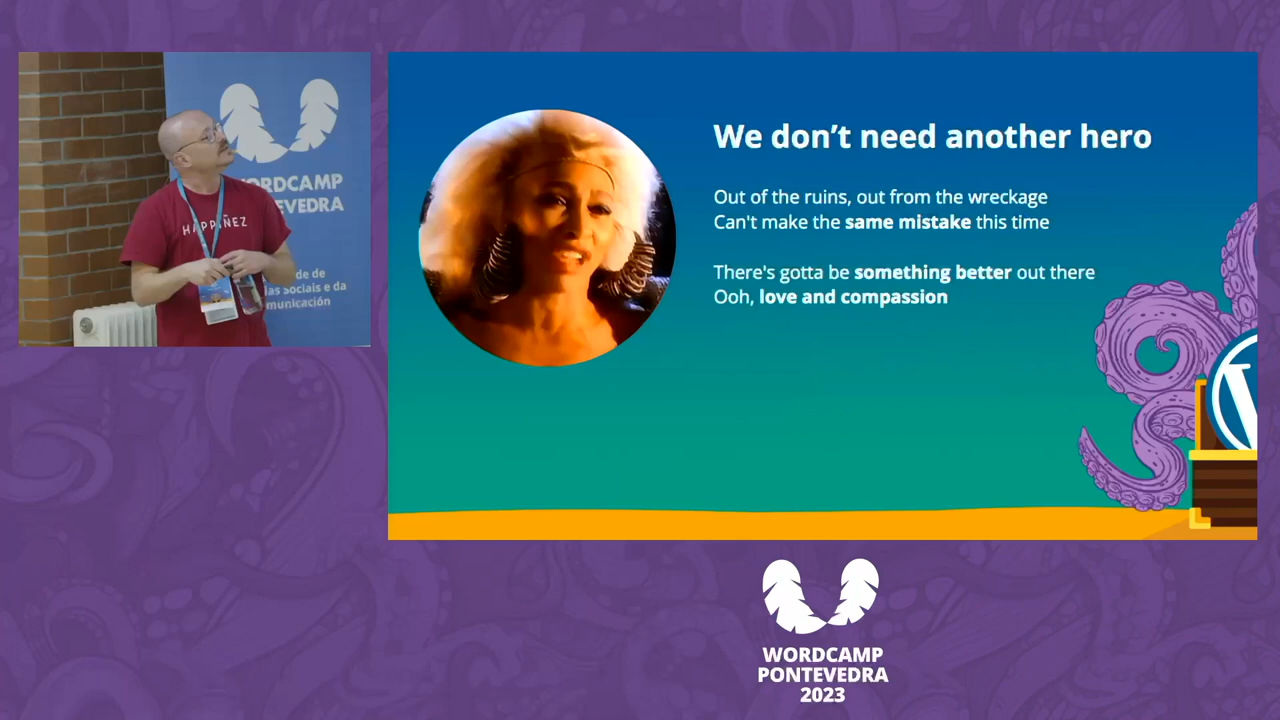 WORDCAMP
PONTEVEDRA
HAPPIÑEZ
de de
las Sociais e da
municación
We don’t need another hero
Out of the ruins, out from the wreckage
Can't make the same mistake this time
There's gotta be something better out there
Ooh, love and compassion
WORDCAMP
PONTEVEDRA
2023